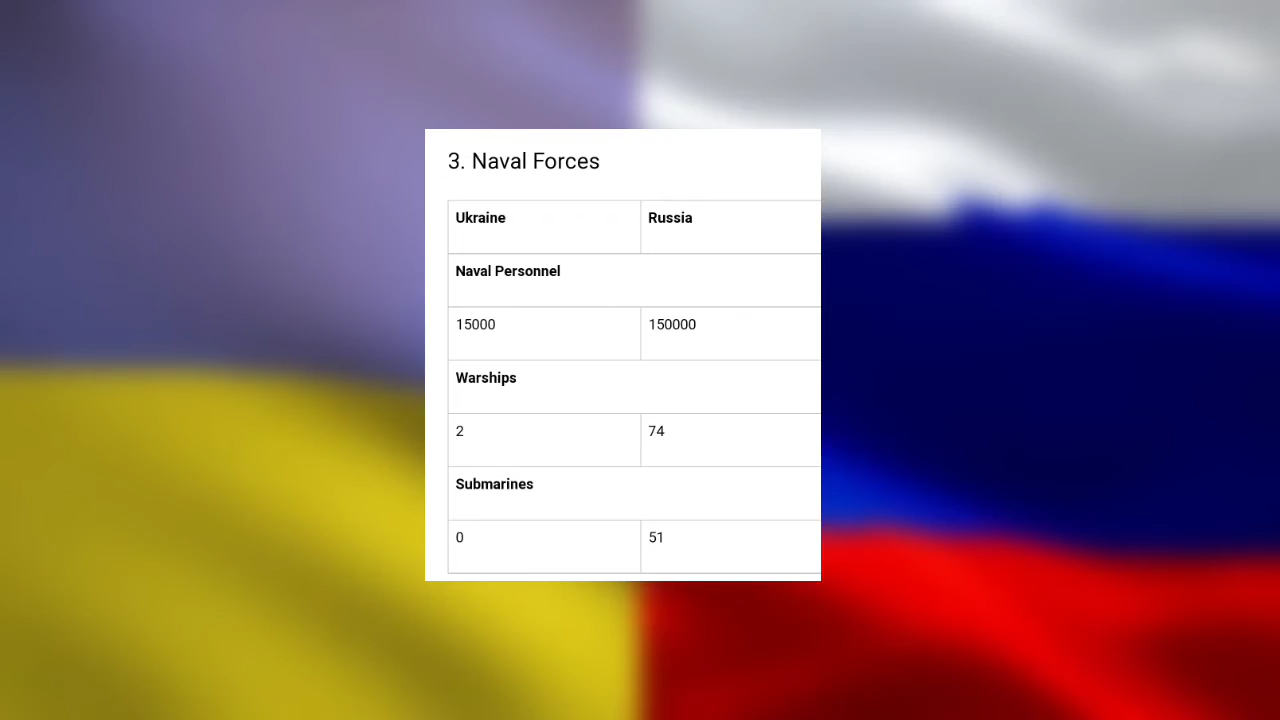 3. Naval Forces
Ukraine Russia
Naval Personnel
15000 150000
Warships
2 74
Submarines
0 51